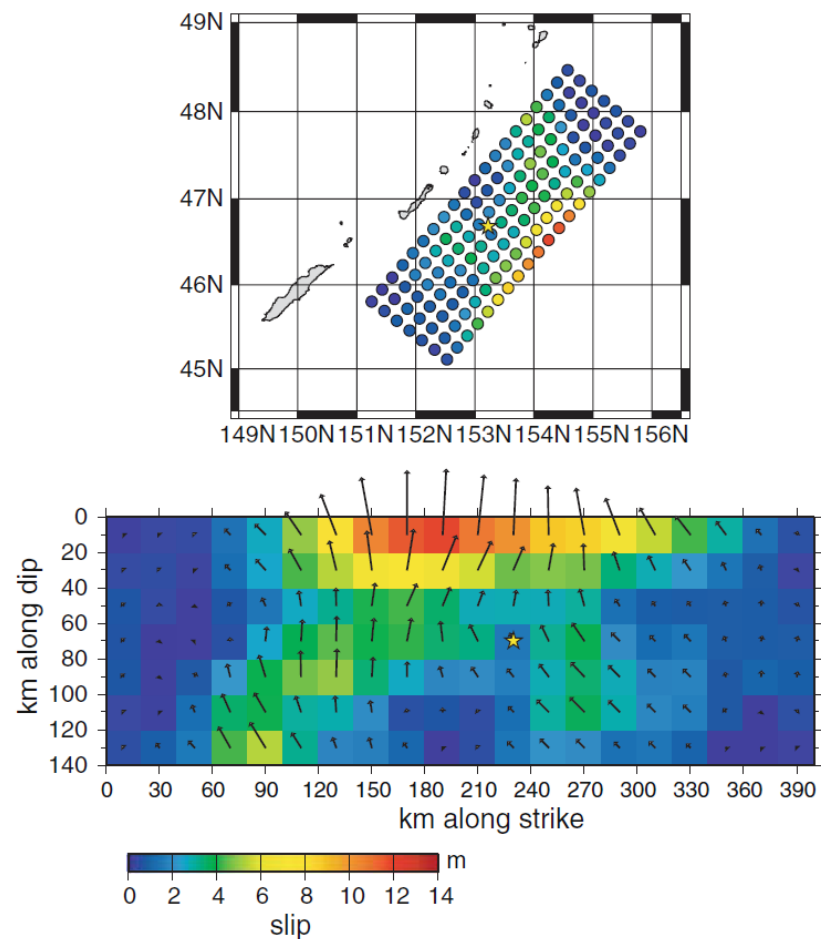 49N
48N
47N
46N
45N
149N 150N 151N 152N 153N 154N 155N 156N
0
20
40
60
80
100
120
140
km along dip
0 30 60 90 120 150 180 210 240 270 300 330 360 390
km along strike
m
0 2 4 6 8 10 12 14
slip